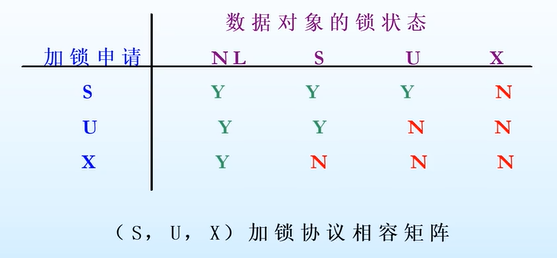 数据对象的锁状态
加锁申请 NL S U X
S Y Y Y N
U Y Y N N
X Y N N N
（S，U，X）加锁协议相容矩阵